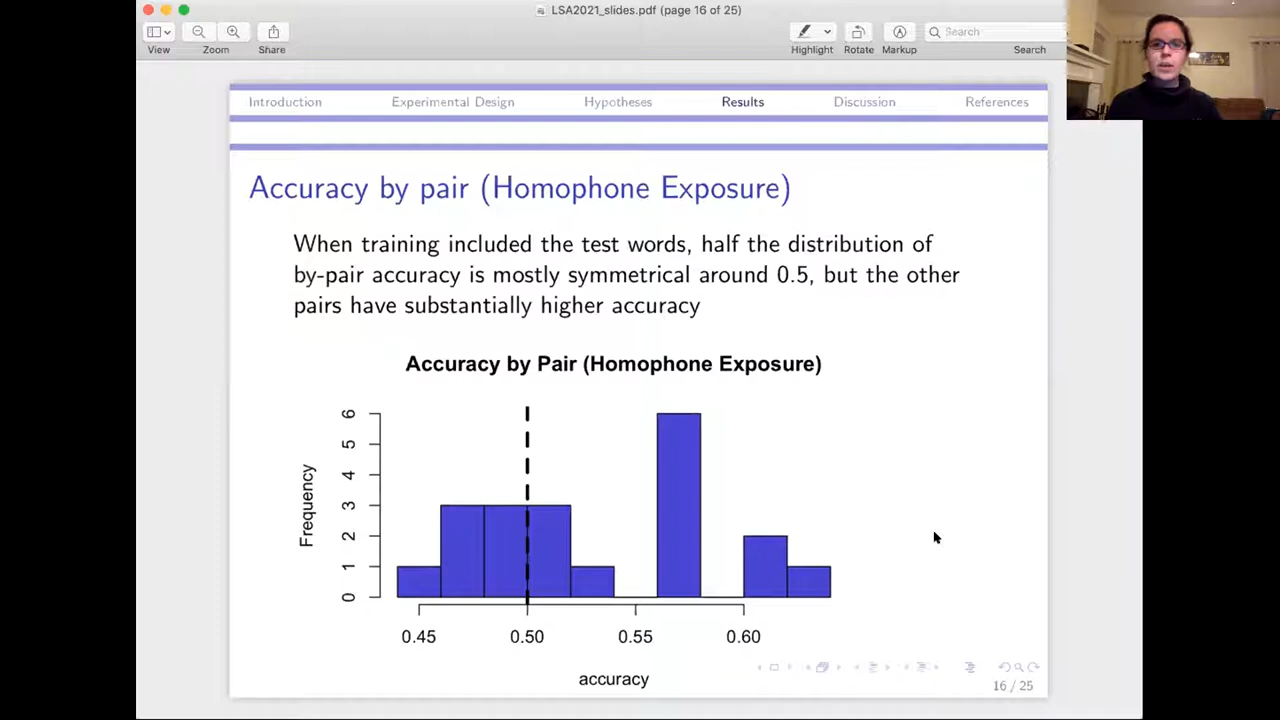 LSA2021_slides.pdf (page 16 of 25)
View Zoom Share Highlight Rotate Markup Search
Search
Introduction Experimental Design Hypotheses Results Discussion References
Accuracy by pair (Homophone Exposure)
When training included the test words, half the distribution of
by-pair accuracy is mostly symmetrical around 0.5, but the other
pairs have substantially higher accuracy
Accuracy by Pair (Homophone Exposure)
Frequency
6
5
4
3
2
1
0
0.45 0.50 0.55 0.60
accuracy
16 / 25